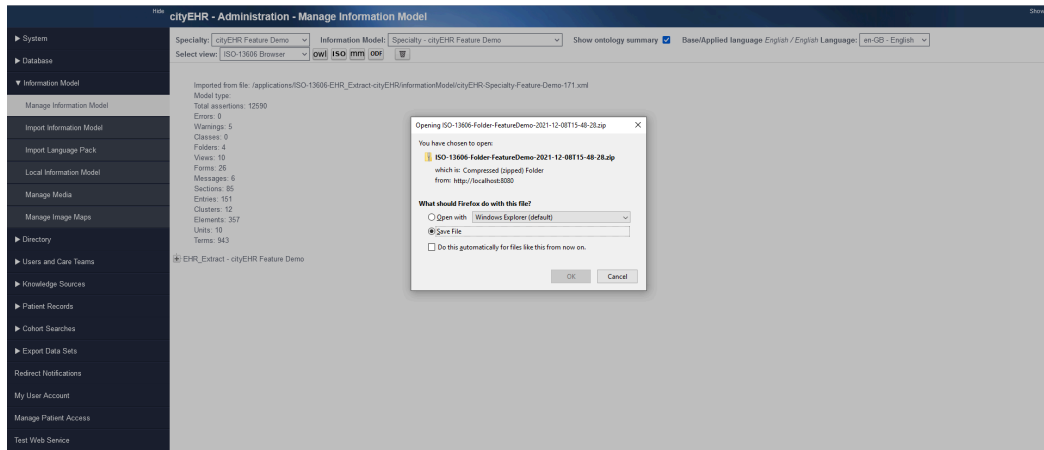 Hide
cityEHR - Administration - Manage Information Model
Show
▶ System
▶ Database
▼ Information Model
Manage Information Model
Import Information Model
Import Language Pack
Local Information Model
Manage Media
Manage Image Maps
▶ Directory
▶ Users and Care Teams
▶ Knowledge Sources
▶ Patient Records
▶ Cohort Searches
▶ Export Data Sets
Redirect Notifications
My User Account
Manage Patient Access
Test Web Service
Specialty: cityEHR Feature Demo Information Model: Specialty - cityEHR Feature Demo Show ontology summary Base/Applied language English / English Language: en-GB - English
Select view: ISO-13606 Browser owl ISO mm ODF
Imported from file: /applications/ISO-13606-EHR_Extract-cityEHR/informationModel/cityEHR-Specialty-Feature-Demo-171.xml
Model type:
Total assertions: 12590
Errors: 0
Warnings: 5
Classes: 0
Folders: 4
Views: 10
Forms: 26
Messages: 6
Sections: 85
Entries: 151
Clusters: 12
Elements: 357
Units: 10
Terms: 943
EHR_Extract - cityEHR Feature Demo
Opening ISO-13606-Folder-FeatureDemo-2021-12-08T15-48-28.zip
You have chosen to open:
ISO-13606-Folder-FeatureDemo-2021-12-08T15-48-28.zip
which is: Compressed (zipped) Folder
from: http://localhost:8080
What should Firefox do with this file?
Open with Windows Explorer (default)
Save File
Do this automatically for files like this from now on.
OK Cancel